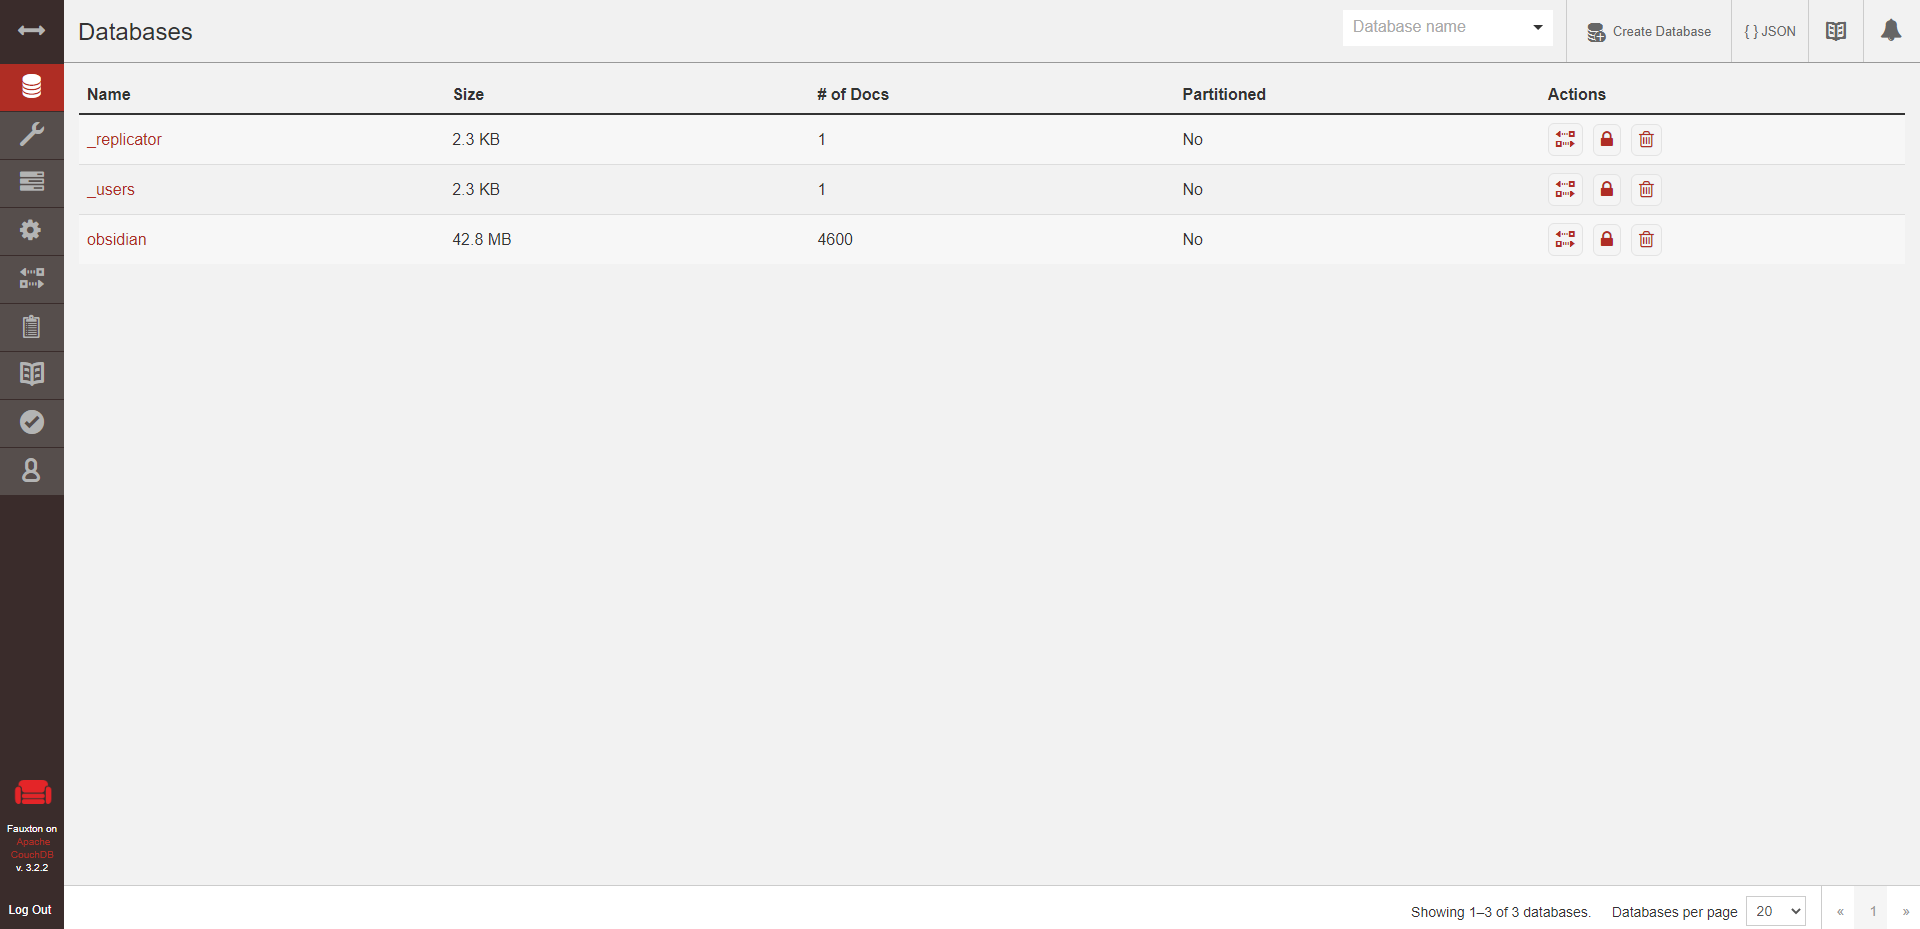 Databases
Database name
Create Database
{ } JSON
Name Size # of Docs Partitioned Actions
_replicator 2.3 KB 1 No
_users 2.3 KB 1 No
obsidian 42.8 MB 4600 No
Fauxton on
Apache
CouchDB
v. 3.2.2
Log Out
Showing 1–3 of 3 databases. Databases per page 20 « 1 »